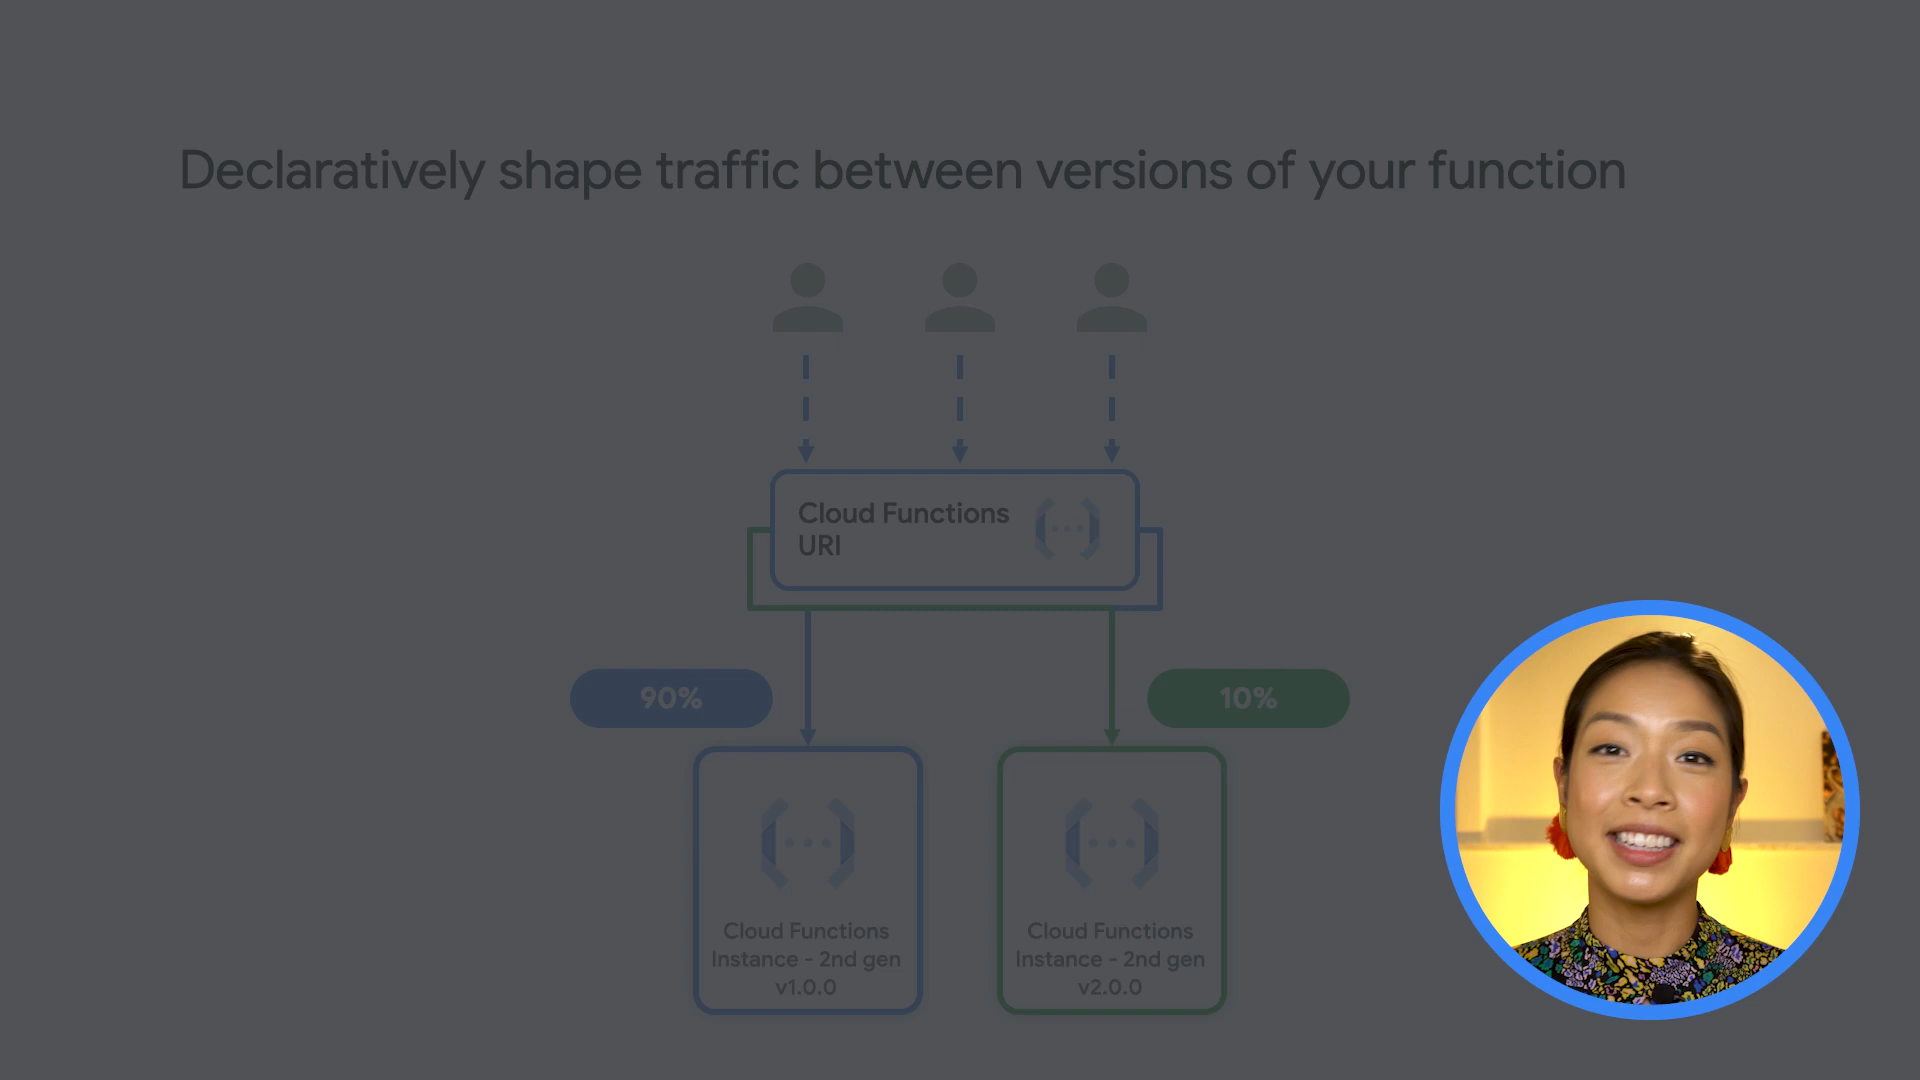 Declaratively shape traffic between versions of your function
Cloud Functions
URI
90%
10%
Cloud Functions
Instance - 2nd gen
v1.0.0
Cloud Functions
Instance - 2nd gen
v2.0.0